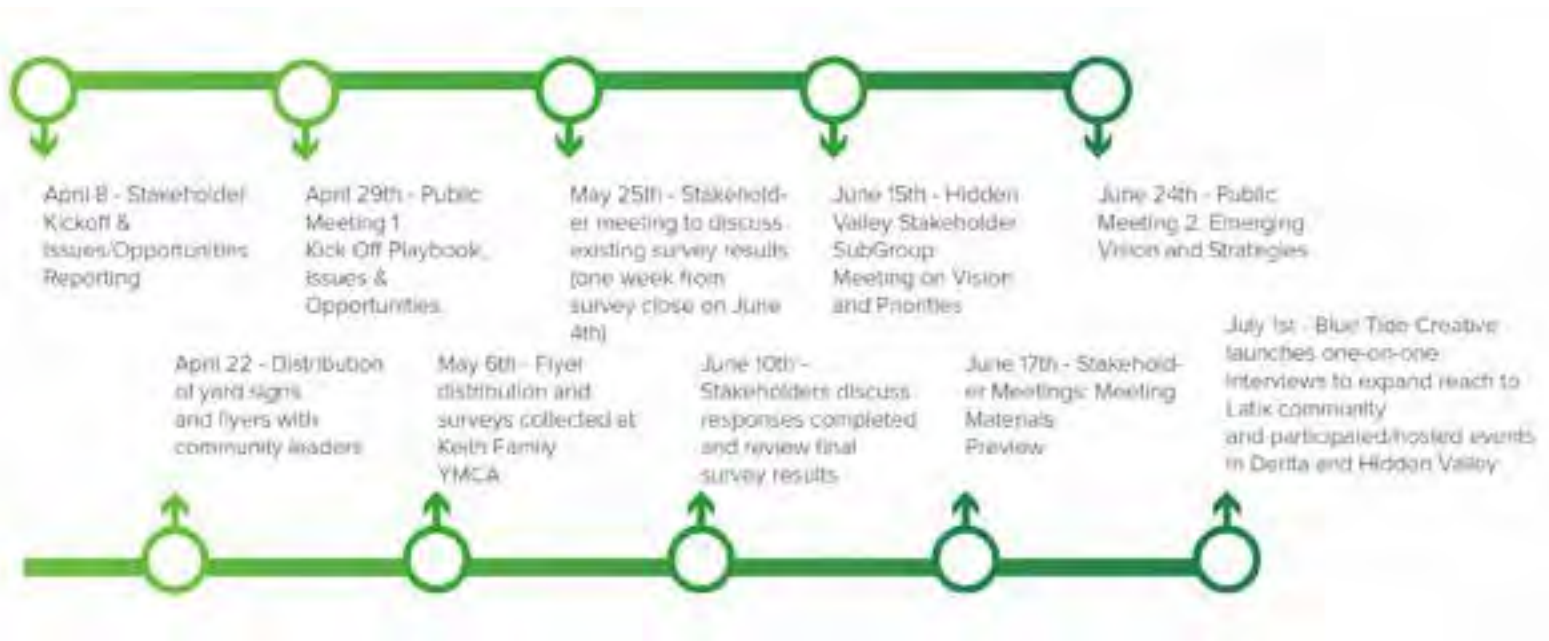 April 8 - Stakeholder
Kickoff &
Issues/Opportunities
Reporting
April 29th - Public
Meeting 1
Kick Off Playbook,
Issues &
Opportunities
May 25th - Stakehold-
er meeting to discuss
existing survey results
(one week from
survey close on June
4th)
June 15th - Hidden
Valley Stakeholder
SubGroup
Meeting on Vision
and Priorities
June 24th - Public
Meeting 2: Emerging
Vision and Strategies
April 22 - Distribution
of yard signs
and flyers with
community leaders
May 6th - Flyer
distribution and
surveys collected at
Keith Family
YMCA
June 10th -
Stakeholders discuss
responses completed
and review final
survey results
June 17th - Stakehold-
er Meetings: Meeting
Materials
Preview
July 1st - Blue Tide Creative
launches one-on-one
interviews to expand reach to
Latix community
and participated/hosted events
in Derita and Hidden Valley